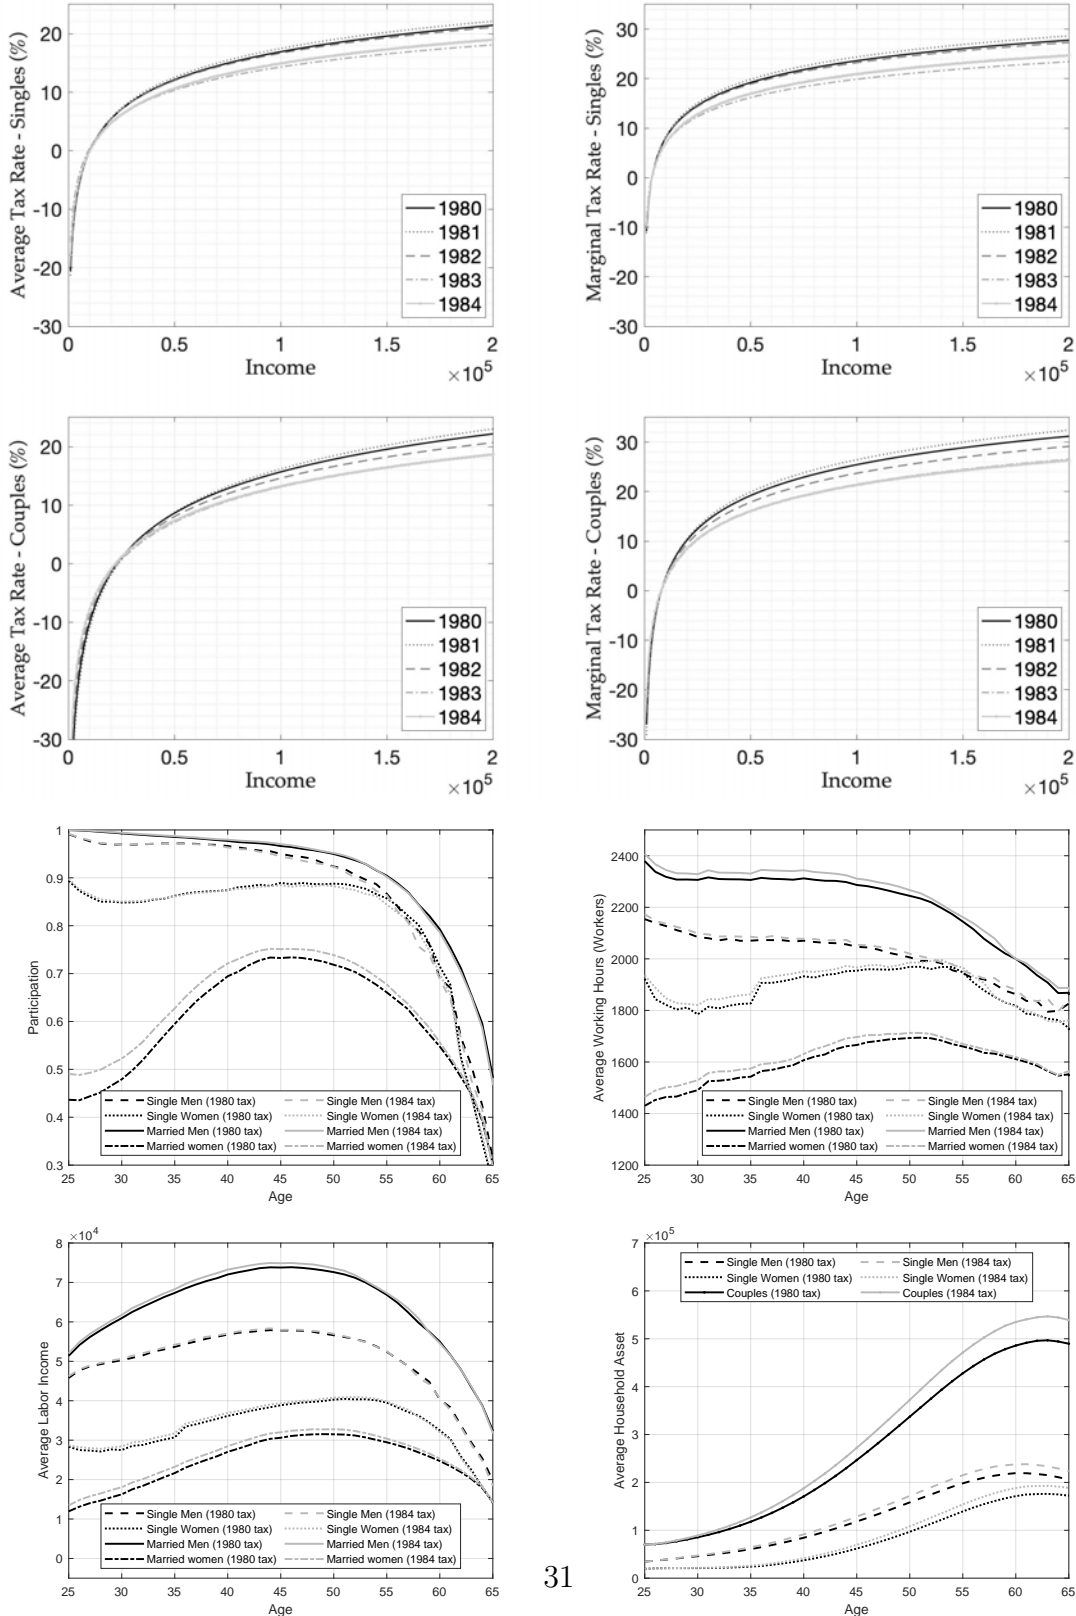 Average Tax Rate - Singles (%)
20
10
0
-10
-20
-30
1980
1981
1982
1983
1984
0 0.5 1 1.5 2
Income
×10⁵
Marginal Tax Rate - Singles (%)
30
20
10
0
-10
-20
-30
1980
1981
1982
1983
1984
0 0.5 1 1.5 2
Income
×10⁵
Average Tax Rate - Couples (%)
20
10
0
-10
-20
-30
1980
1981
1982
1983
1984
0 0.5 1 1.5 2
Income
×10⁵
Marginal Tax Rate - Couples (%)
30
20
10
0
-10
-20
-30
1980
1981
1982
1983
1984
0 0.5 1 1.5 2
Income
×10⁵
Participation
1
0.9
0.8
0.7
0.6
0.5
0.4
0.3
Single Men (1980 tax) Single Men (1984 tax)
Single Women (1980 tax) Single Women (1984 tax)
Married Men (1980 tax) Married Men (1984 tax)
Married women (1980 tax) Married women (1984 tax)
25 30 35 40 45 50 55 60 65
Age
Average Working Hours (Workers)
2400
2200
2000
1800
1600
1400
1200
Single Men (1980 tax) Single Men (1984 tax)
Single Women (1980 tax) Single Women (1984 tax)
Married Men (1980 tax) Married Men (1984 tax)
Married women (1980 tax) Married women (1984 tax)
25 30 35 40 45 50 55 60 65
Age
×10⁴
Average Labor Income
8
7
6
5
4
3
2
1
0
Single Men (1980 tax) Single Men (1984 tax)
Single Women (1980 tax) Single Women (1984 tax)
Married Men (1980 tax) Married Men (1984 tax)
Married women (1980 tax) Married women (1984 tax)
25 30 35 40 45 50 55 60 65
Age
×10⁵
Average Household Asset
7
6
5
4
3
2
1
0
Single Men (1980 tax) Single Men (1984 tax)
Single Women (1980 tax) Single Women (1984 tax)
Couples (1980 tax) Couples (1984 tax)
25 30 35 40 45 50 55 60 65
Age
31